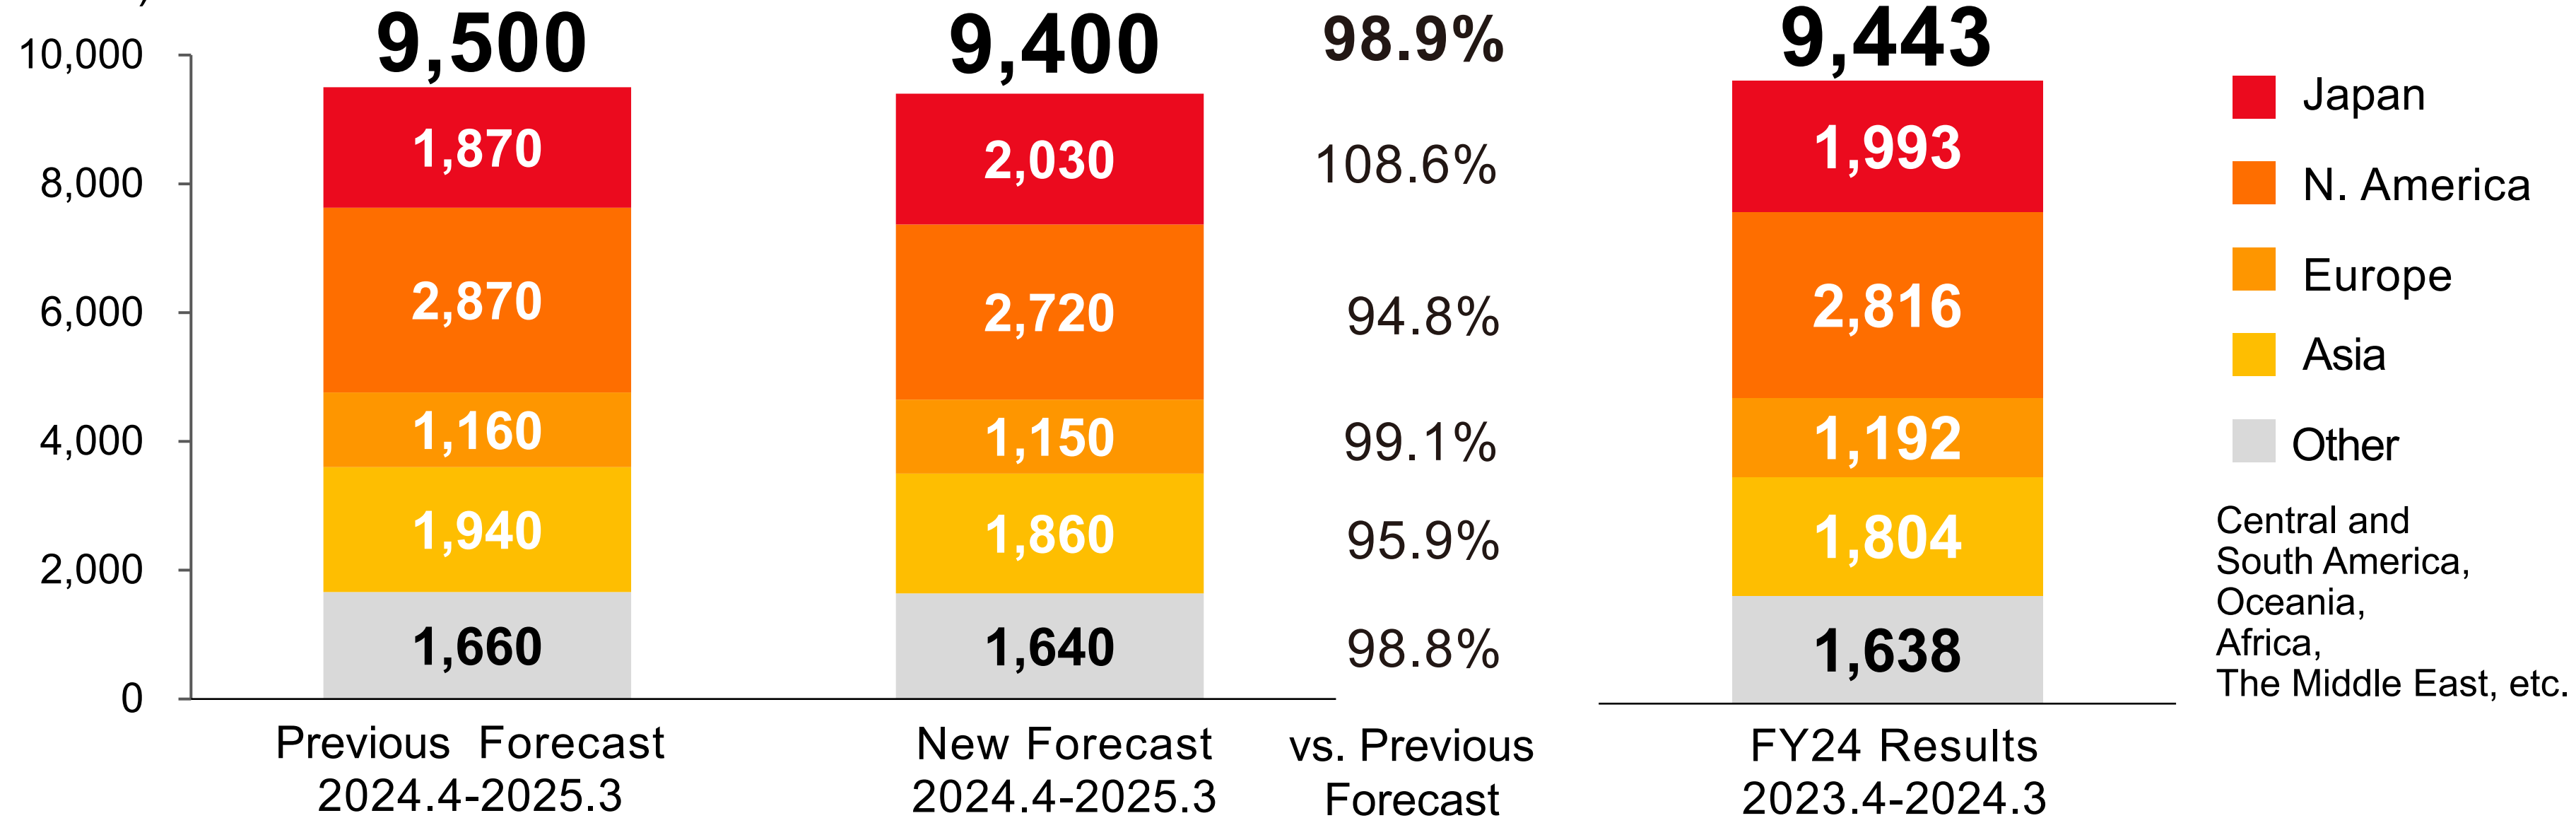 9,500
9,400
98.9%
9,443
10,000
8,000
6,000
4,000
2,000
0
1,870
2,870
1,160
1,940
1,660
2,030
2,720
1,150
1,860
1,640
108.6%
94.8%
99.1%
95.9%
98.8%
1,993
2,816
1,192
1,804
1,638
Japan
N. America
Europe
Asia
Other
Central and
South America,
Oceania,
Africa,
The Middle East, etc.
Previous Forecast
2024.4-2025.3
New Forecast
2024.4-2025.3
vs. Previous
Forecast
FY24 Results
2023.4-2024.3